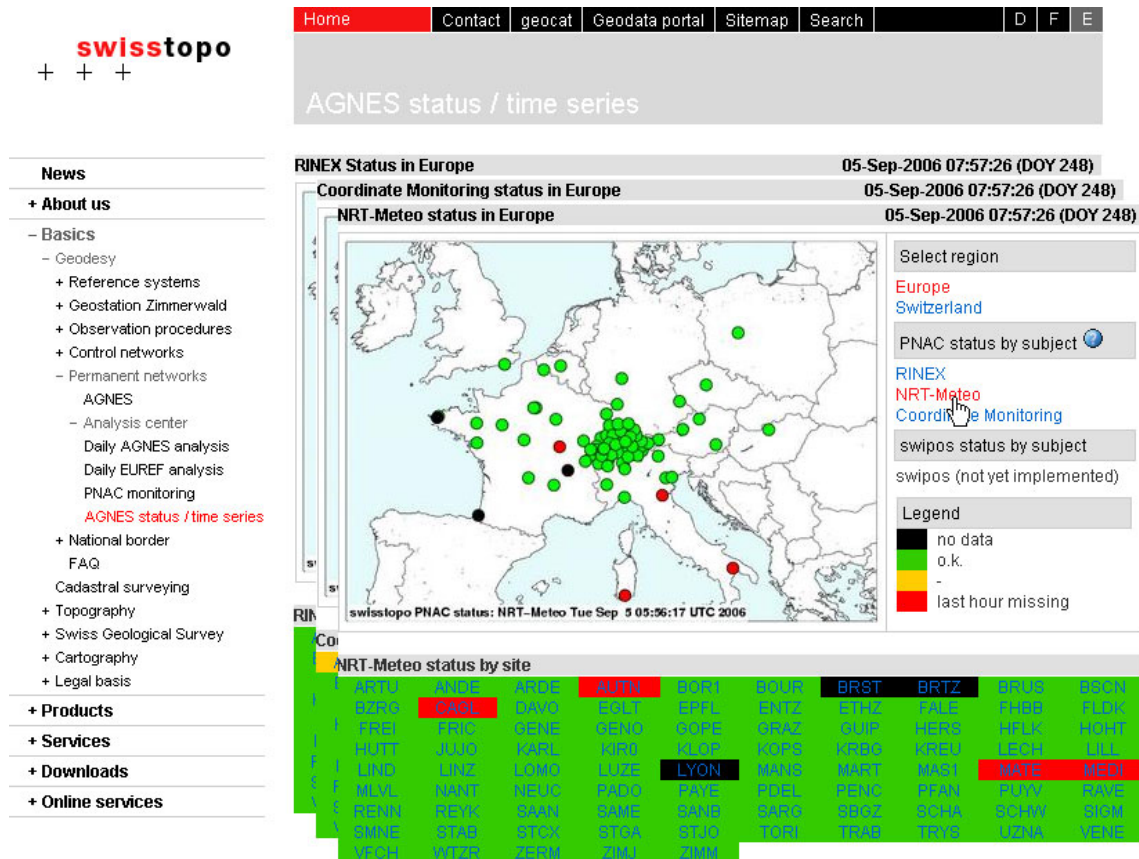 Home Contact geocat Geodata portal Sitemap Search D F E
swisstopo
AGNES status / time series
News
+ About us
– Basics
– Geodesy
+ Reference systems
+ Geostation Zimmerwald
+ Observation procedures
+ Control networks
– Permanent networks
AGNES
– Analysis center
Daily AGNES analysis
Daily EUREF analysis
PNAC monitoring
AGNES status / time series
+ National border
FAQ
Cadastral surveying
+ Topography
+ Swiss Geological Survey
+ Cartography
+ Legal basis
+ Products
+ Services
+ Downloads
+ Online services
RINEX Status in Europe 05-Sep-2006 07:57:26 (DOY 248)
Coordinate Monitoring status in Europe 05-Sep-2006 07:57:26 (DOY 248)
NRT-Meteo status in Europe 05-Sep-2006 07:57:26 (DOY 248)
Select region
Europe
Switzerland
PNAC status by subject
RINEX
NRT-Meteo
Coordinate Monitoring
swipos status by subject
swipos (not yet implemented)
Legend
no data
o.k.
-
last hour missing
swisstopo PNAC status: NRT-Meteo Tue Sep 5 05:56:17 UTC 2006
NRT-Meteo status by site
ARTU ANDE ARDE AUTN BOR1 BOUR BRST BRTZ BRUS BSCN
BZRG CAGL DAVO EGLT EPFL ENTZ ETHZ FALE FHBB FLDK
FREI FRIC GENE GENO GOPE GRAZ GUIP HERS HFLK HOHT
HUTT JUJO KARL KIR0 KLOP KOPS KRBG KREU LECH LILL
LIND LINZ LOMO LUZE LYON MANS MART MAS1 MATE MEDI
MLVL NANT NEUC PADO PAYE PDEL PENC PFAN PUYV RAVE
RENN REYK SAAN SAME SANB SARG SBGZ SCHA SCHW SIGM
SMNE STAB STCX STGA STJO TORI TRAB TRYS UZNA VENE
VFCH WTZR ZERM ZIMJ ZIMM